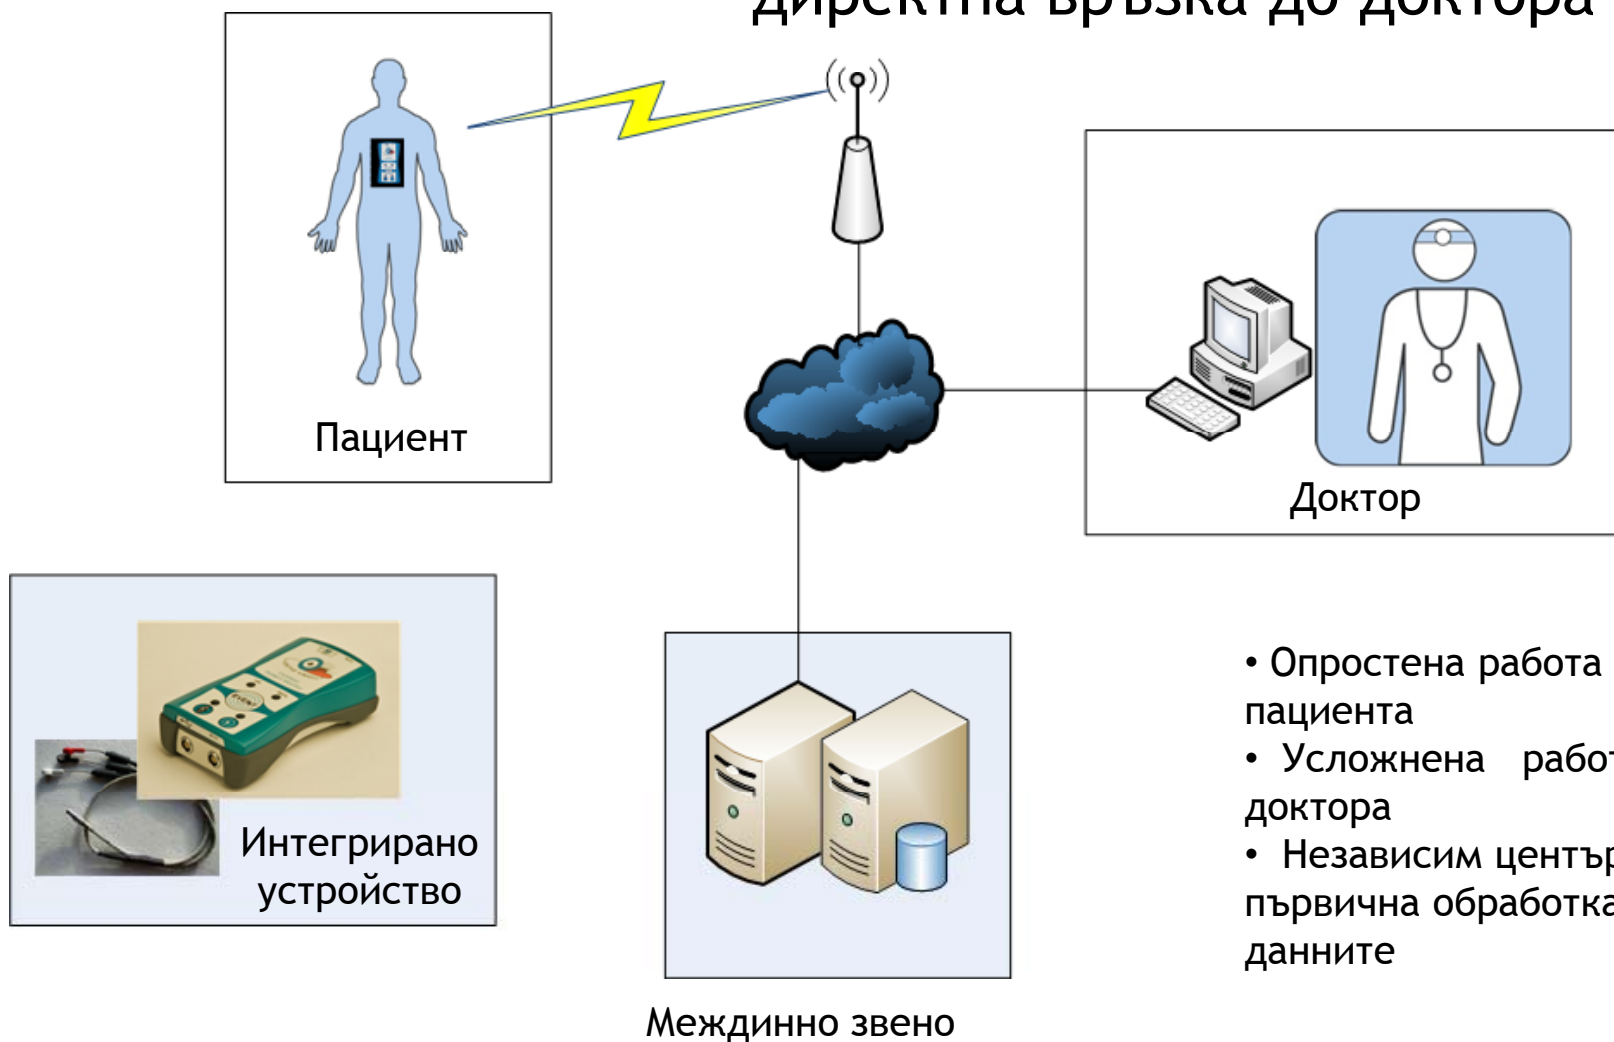 директна връзка до доктора
Пациент
Доктор
EVENT
Интегрирано
устройство
• Опростена работа
пациента
• Усложнена
доктора
• Независим
първична обработка
данните
Междинно звено